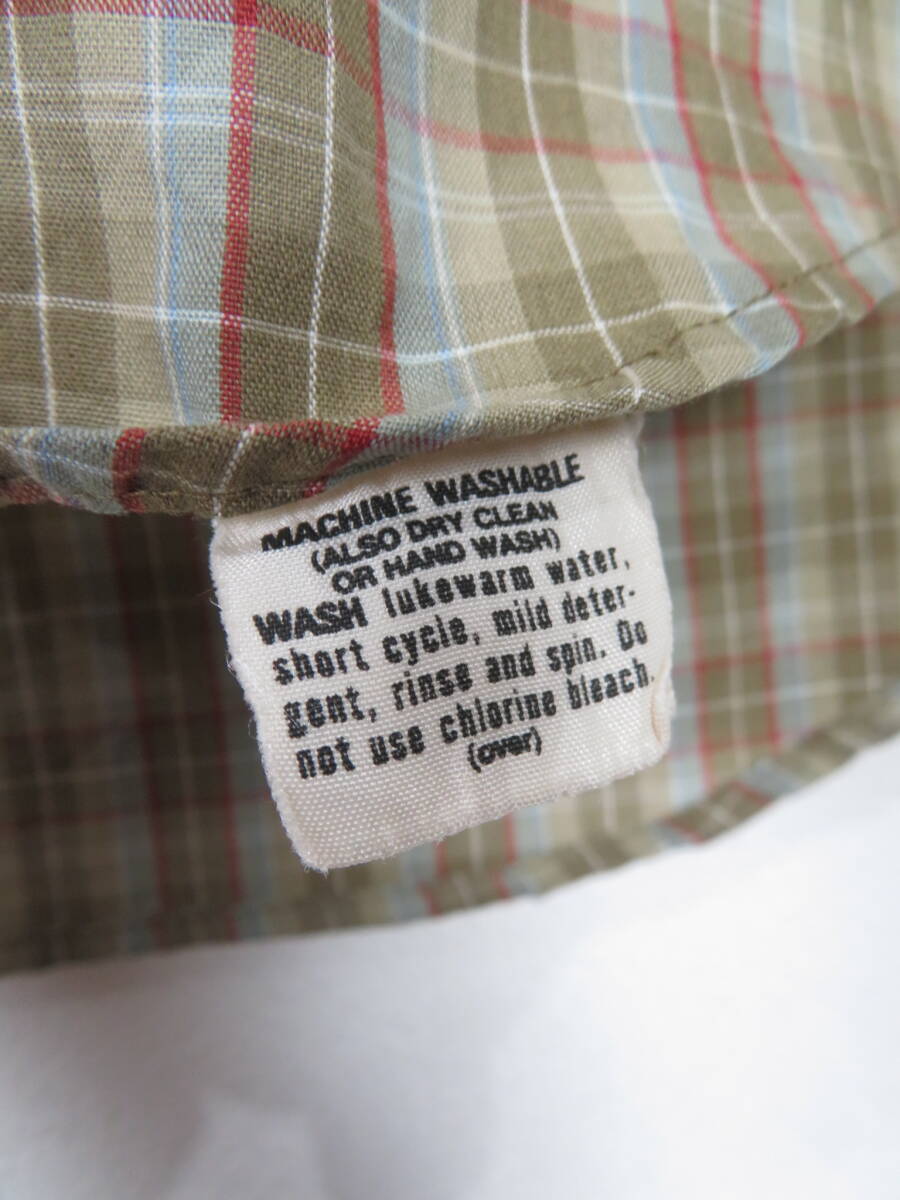 MACHINE WASHABLE
(ALSO DRY CLEAN
OR HAND WASH)
WASH lukewarm water,
short cycle, mild deter-
gent, rinse and spin. Do
not use chlorine bleach.
(over)